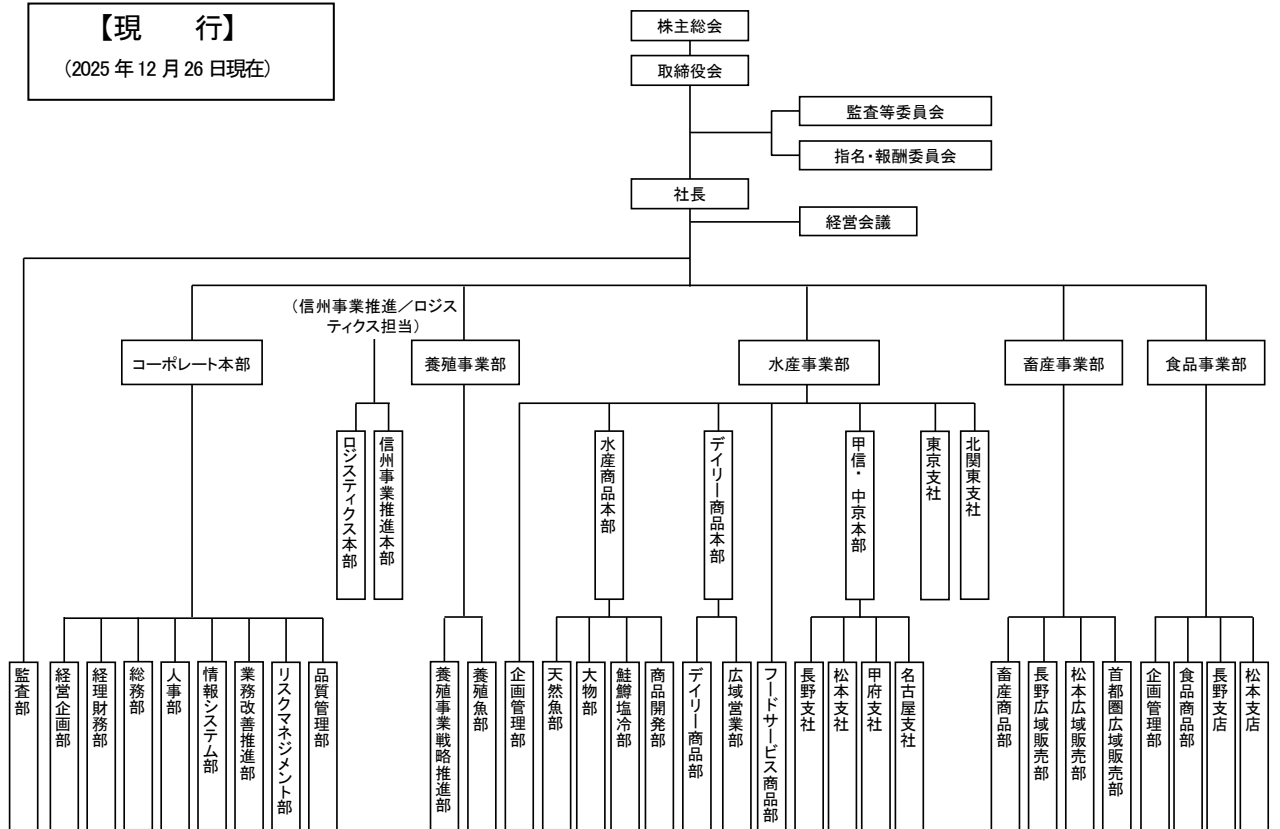 【現　行】
(2025 年 12 月 26 日現在)
株主総会
取締役会
監査等委員会
指名・報酬委員会
社長
経営会議
（信州事業推進／ロジス
ティクス担当）
コーポレート本部
養殖事業部
水産事業部
畜産事業部
食品事業部
ロジスティクス本部
信州事業推進本部
水産商品本部
デイリー商品本部
甲信・中京本部
東京支社
北関東支社
監査部
経営企画部
経理財務部
総務部
人事部
情報システム部
業務改善推進部
リスクマネジメント部
品質管理部
養殖事業戦略推進部
養殖魚部
企画管理部
天然魚部
大物部
鮭鱒塩冷部
商品開発部
デイリー商品部
広域営業部
フードサービス商品部
長野支社
松本支社
甲府支社
名古屋支社
畜産商品部
長野広域販売部
松本広域販売部
首都圏広域販売部
企画管理部
食品商品部
長野支店
松本支店